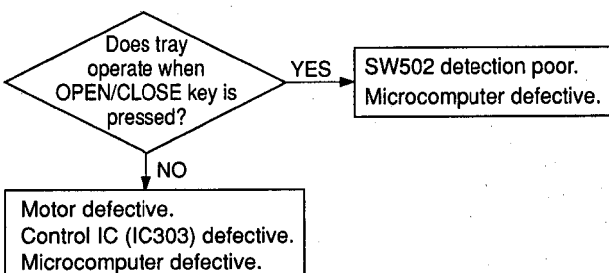 Does tray
operate when
OPEN/CLOSE key is
pressed?
YES
SW502 detection poor.
Microcomputer defective.
NO
Motor defective.
Control IC (IC303) defective.
Microcomputer defective.